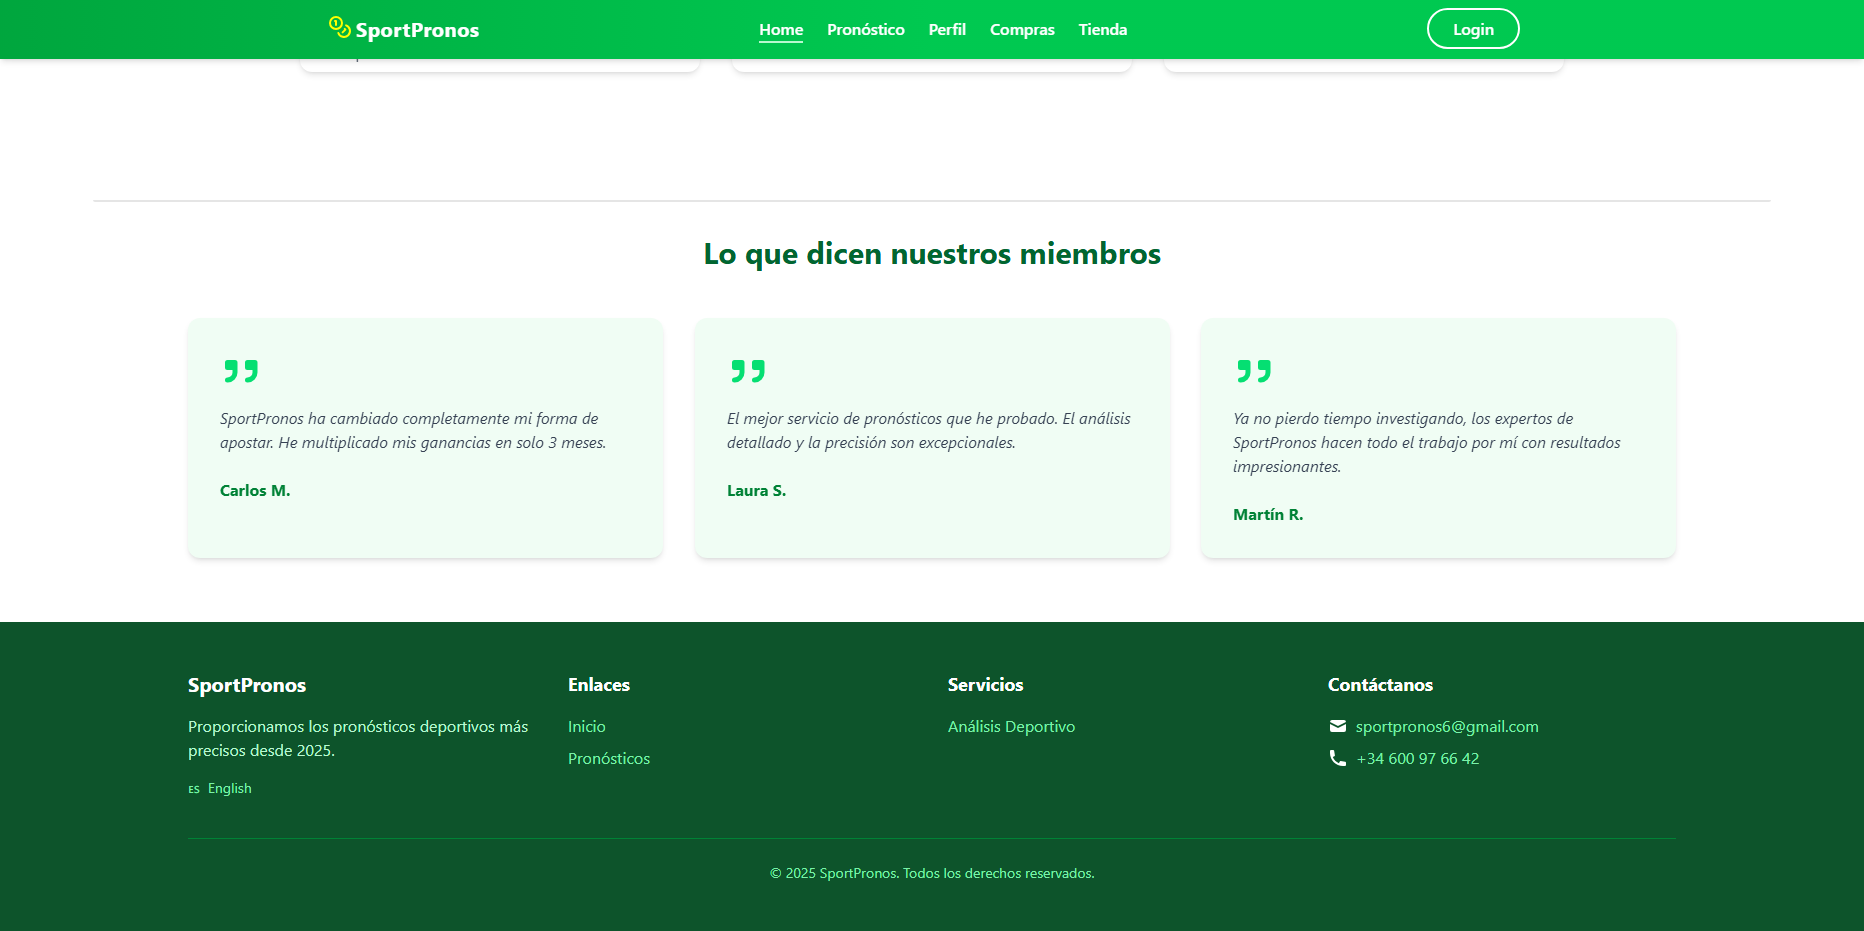 SportPronos
Home Pronóstico Perfil Compras Tienda
Login
Lo que dicen nuestros miembros
SportPronos ha cambiado completamente mi forma de
apostar. He multiplicado mis ganancias en solo 3 meses.
Carlos M.
El mejor servicio de pronósticos que he probado. El análisis
detallado y la precisión son excepcionales.
Laura S.
Ya no pierdo tiempo investigando, los expertos de
SportPronos hacen todo el trabajo por mí con resultados
impresionantes.
Martín R.
SportPronos
Proporcionamos los pronósticos deportivos más
precisos desde 2025.
ES English
Enlaces
Inicio
Pronósticos
Servicios
Análisis Deportivo
Contáctanos
sportpronos6@gmail.com
+34 600 97 66 42
© 2025 SportPronos. Todos los derechos reservados.